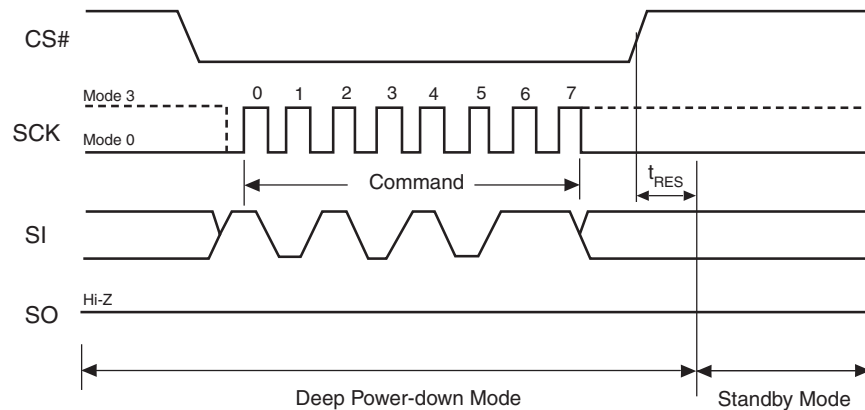 CS#
Mode 3
0 1 2 3 4 5 6 7
SCK
Mode 0
Command
tRES
SI
Hi-Z
SO
Deep Power-down Mode
Standby Mode